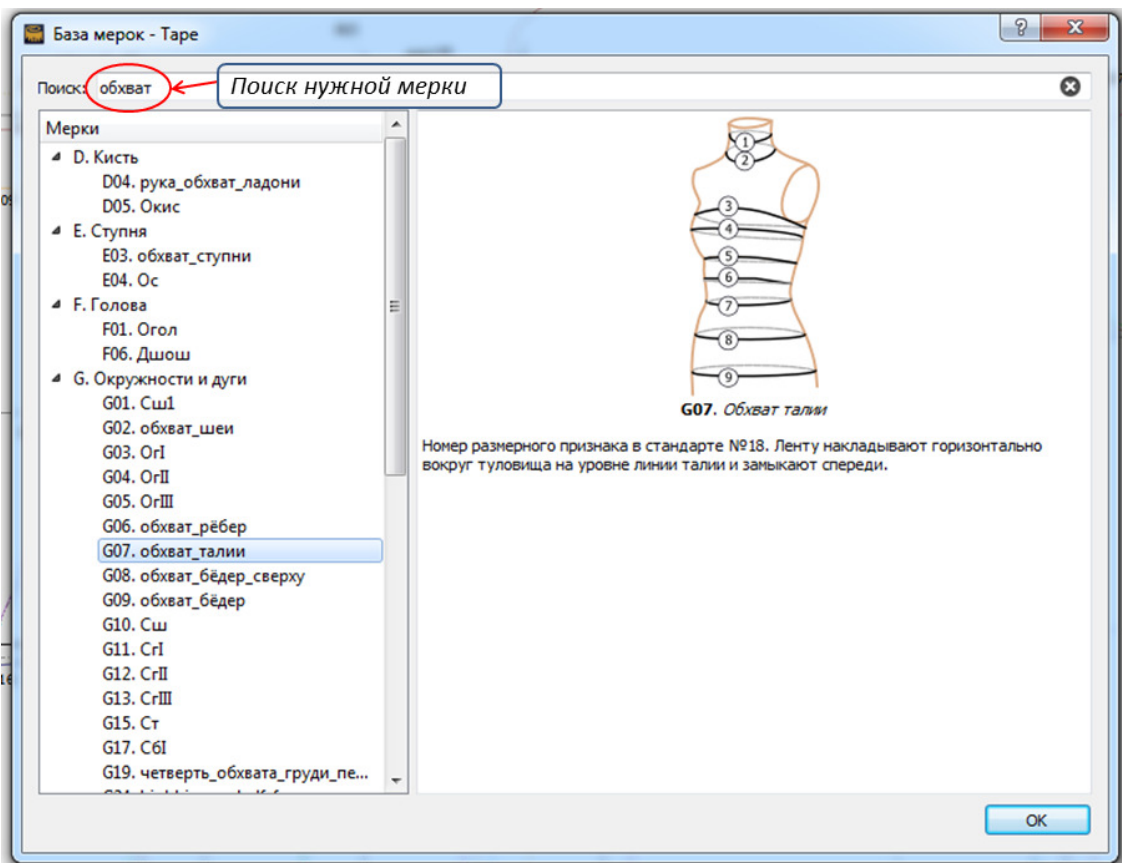 База мерок - Tape
Поиск: обхват
Поиск нужной мерки
Мерки
D. Кисть
D04. рука_обхват_ладони
D05. Окис
E. Ступня
E03. обхват_ступни
E04. Ос
F. Голова
F01. Огол
F06. Дшош
G. Окружности и дуги
G01. Сш1
G02. обхват_шеи
G03. ОгI
G04. ОгII
G05. ОгIII
G06. обхват_рёбер
G07. обхват_талии
G08. обхват_бёдер_сверху
G09. обхват_бёдер
G10. Сш
G11. СгI
G12. СгII
G13. СгIII
G15. Ст
G17. СбI
G19. четверть_обхвата_груди_пе...
1
2
3
4
5
6
7
8
9
G07. Обхват талии
Номер размерного признака в стандарте №18. Ленту накладывают горизонтально
вокруг туловища на уровне линии талии и замыкают спереди.
OK